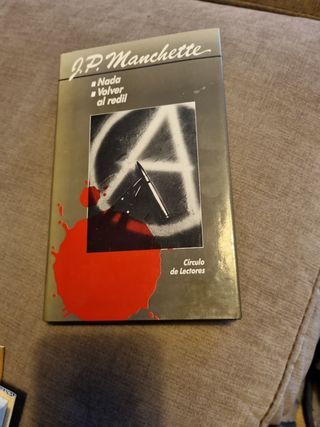 J.P. Manchette
Nada
Volver
al redil
Círculo
de Lectores